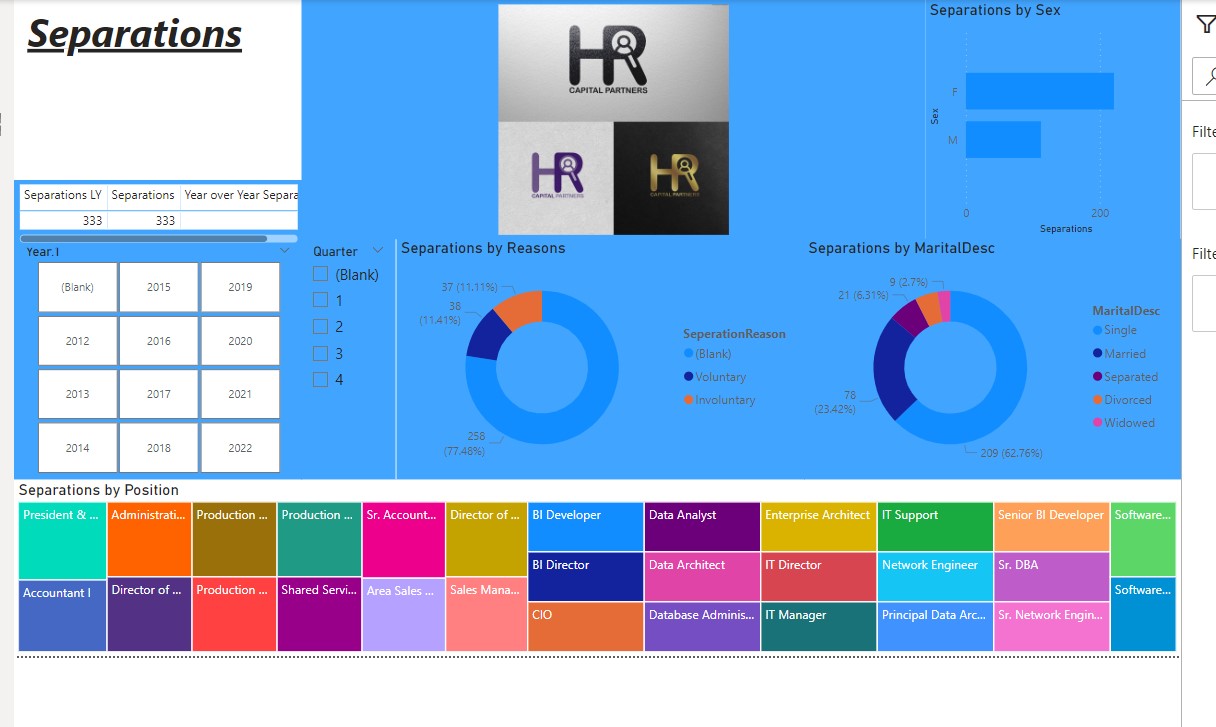 Separations
HR
CAPITAL PARTNERS
HR
CAPITAL PARTNERS
HR
CAPITAL PARTNERS
Separations by Sex
Sex
F
M
0
200
Separations
Separations LY
Separations
Year over Year Separa
333
333
Year.1
(Blank)
2015
2019
2012
2016
2020
2013
2017
2021
2014
2018
2022
Quarter
(Blank)
1
2
3
4
Separations by Reasons
37 (11.11%)
38
(11.41%)
258
(77.48%)
SeperationReason
(Blank)
Voluntary
Involuntary
Separations by MaritalDesc
9 (2.7%)
21 (6.31%)
78
(23.42%)
209 (62.76%)
MaritalDesc
Single
Married
Separated
Divorced
Widowed
Filte
Filte
Separations by Position
President & ...
Administrati...
Production ...
Production ...
Sr. Account...
Director of ...
BI Developer
Data Analyst
Enterprise Architect
IT Support
Senior BI Developer
Software...
BI Director
Data Architect
IT Director
Network Engineer
Sr. DBA
Accountant I
Director of ...
Production ...
Shared Servi...
Area Sales ...
Sales Mana...
Software...
CIO
Database Adminis...
IT Manager
Principal Data Arc...
Sr. Network Engin...